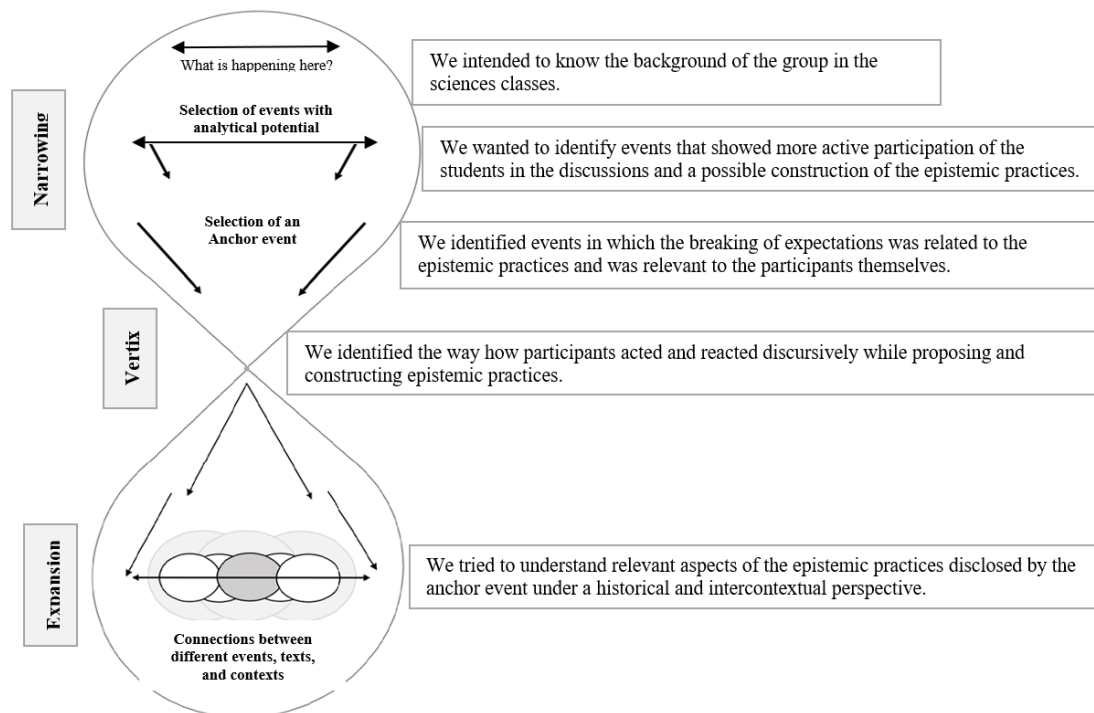 What is happening here?
We intended to know the background of the group in the
sciences classes.
Narrowing
Selection of events with
analytical potential
We wanted to identify events that showed more active participation of the
students in the discussions and a possible construction of the epistemic practices.
Selection of an
Anchor event
We identified events in which the breaking of expectations was related to the
epistemic practices and was relevant to the participants themselves.
Vertix
We identified the way how participants acted and reacted discursively while proposing and
constructing epistemic practices.
Expansion
We tried to understand relevant aspects of the epistemic practices disclosed by the
anchor event under a historical and intercontextual perspective.
Connections between
different events, texts,
and contexts